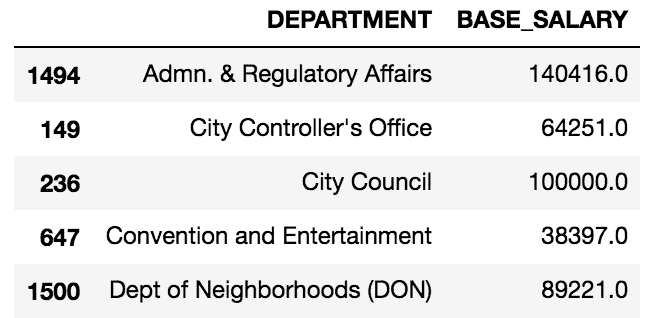 DEPARTMENT BASE_SALARY
1494 Admn. & Regulatory Affairs 140416.0
149 City Controller's Office 64251.0
236 City Council 100000.0
647 Convention and Entertainment 38397.0
1500 Dept of Neighborhoods (DON) 89221.0